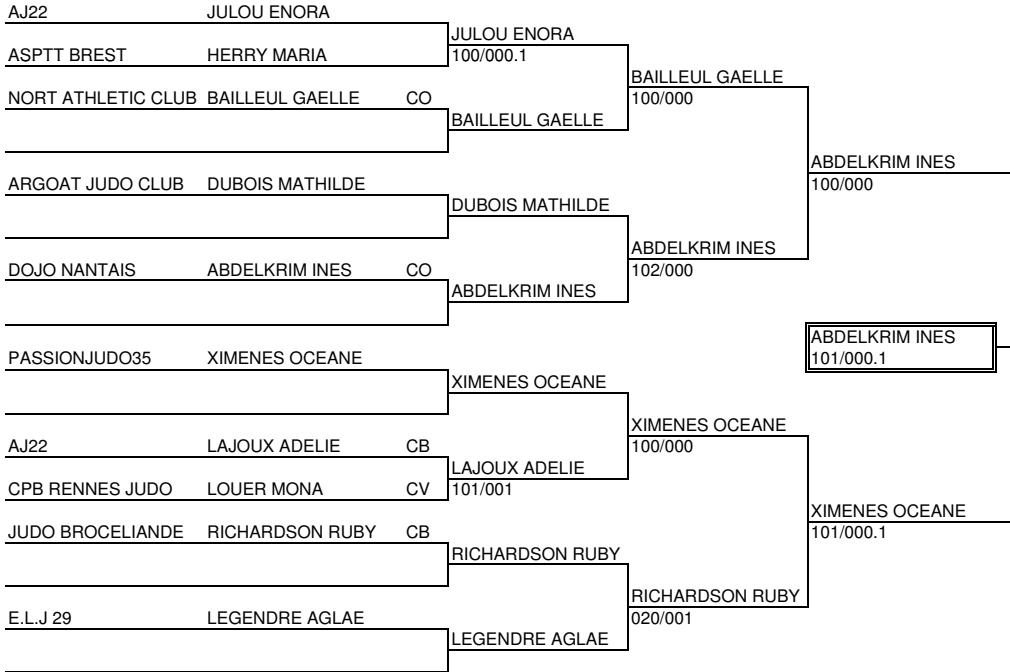 AJ22 JULOU ENORA
JULOU ENORA
ASPTT BREST HERRY MARIA
100/000.1
BAILLEUL GAELLE
NORT ATHLETIC CLUB BAILLEUL GAELLE CO
100/000
BAILLEUL GAELLE
ABDELKRIM INES
ARGOAT JUDO CLUB DUBOIS MATHILDE
100/000
DUBOIS MATHILDE
ABDELKRIM INES
DOJO NANTAIS ABDELKRIM INES CO
102/000
ABDELKRIM INES
ABDELKRIM INES
PASSIONJUDO35 XIMENES OCEANE
101/000.1
XIMENES OCEANE
XIMENES OCEANE
AJ22 LAJOUX ADELIE CB
100/000
LAJOUX ADELIE
CPB RENNES JUDO LOUER MONA CV
101/001
XIMENES OCEANE
JUDO BROCELIANDE RICHARDSON RUBY CB
101/000.1
RICHARDSON RUBY
RICHARDSON RUBY
E.L.J 29 LEGENDRE AGLAE
020/001
LEGENDRE AGLAE